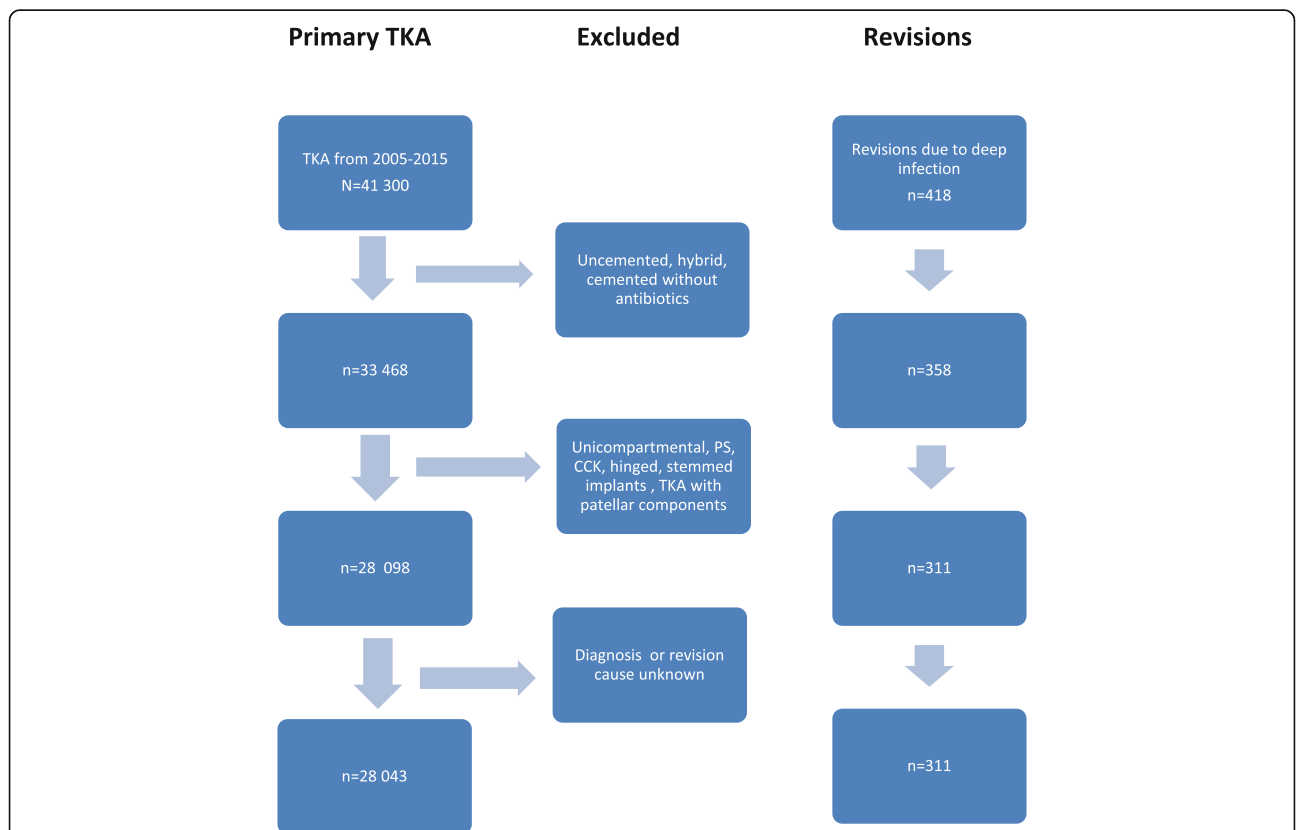 Primary TKA
Excluded
Revisions
TKA from 2005-2015
N=41 300
Revisions due to deep
infection
n=418
Uncemented, hybrid,
cemented without
antibiotics
n=33 468
n=358
Unicompartmental, PS,
CCK, hinged, stemmed
implants , TKA with
patellar components
n=28 098
n=311
Diagnosis or revision
cause unknown
n=28 043
n=311